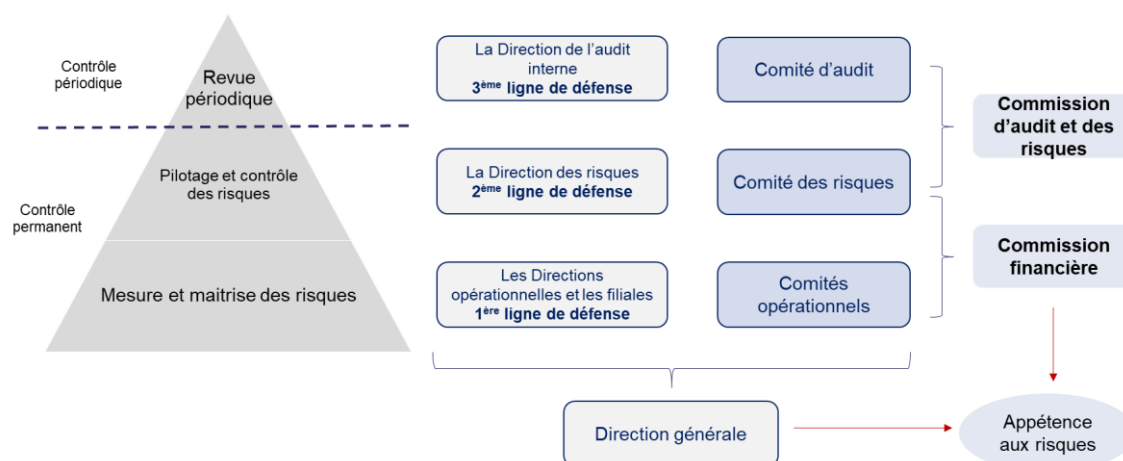 Contrôle
périodique
Revue
périodique
La Direction de l'audit
interne
3ème ligne de défense
Comité d'audit
Commission
d'audit et des
risques
Pilotage et contrôle
des risques
La Direction des risques
2ème ligne de défense
Comité des risques
Contrôle
permanent
Commission
financière
Mesure et maitrise des risques
Les Directions
opérationnelles et les filiales
1ère ligne de défense
Comités
opérationnels
Direction générale
Appétence
aux risques